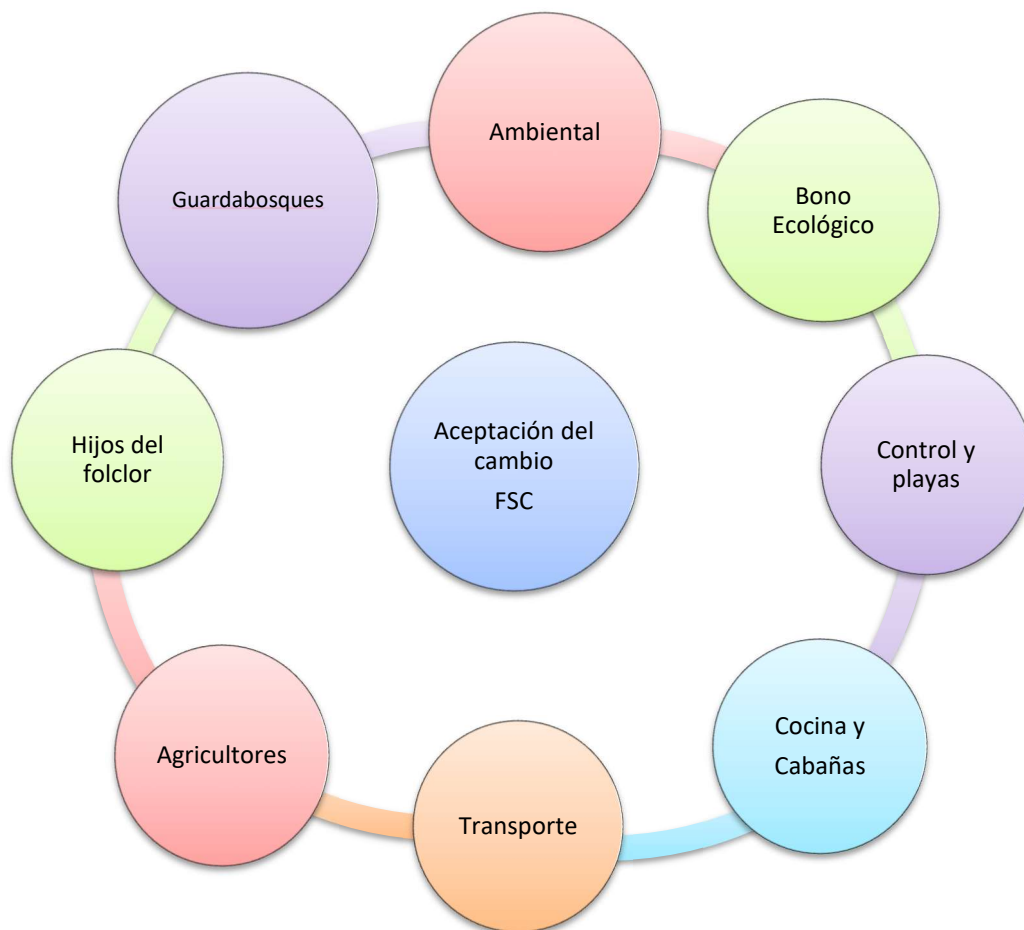 Ambiental
Bono
Ecológico
Control y
playas
Cocina y
Cabañas
Transporte
Agricultores
Hijos del
folclor
Guardabosques
Aceptación del
cambio
FSC